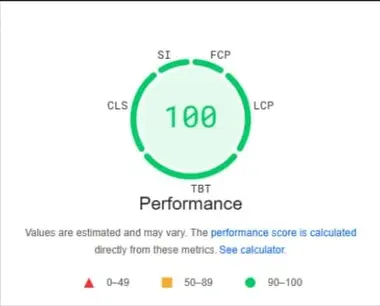 SI FCP
CLS 100 LCP
TBT
Performance
Values are estimated and may vary. The performance score is calculated
directly from these metrics. See calculator.
0–49 50–89 90–100